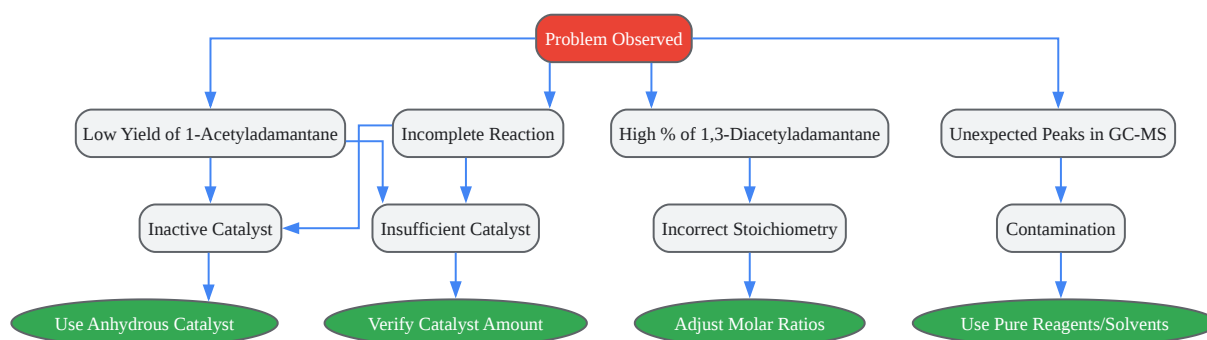 Problem Observed
Low Yield of 1-Acetyladamantane
Incomplete Reaction
High % of 1,3-Diacetyladamantane
Unexpected Peaks in GC-MS
Inactive Catalyst
Insufficient Catalyst
Incorrect Stoichiometry
Contamination
Use Anhydrous Catalyst
Verify Catalyst Amount
Adjust Molar Ratios
Use Pure Reagents/Solvents